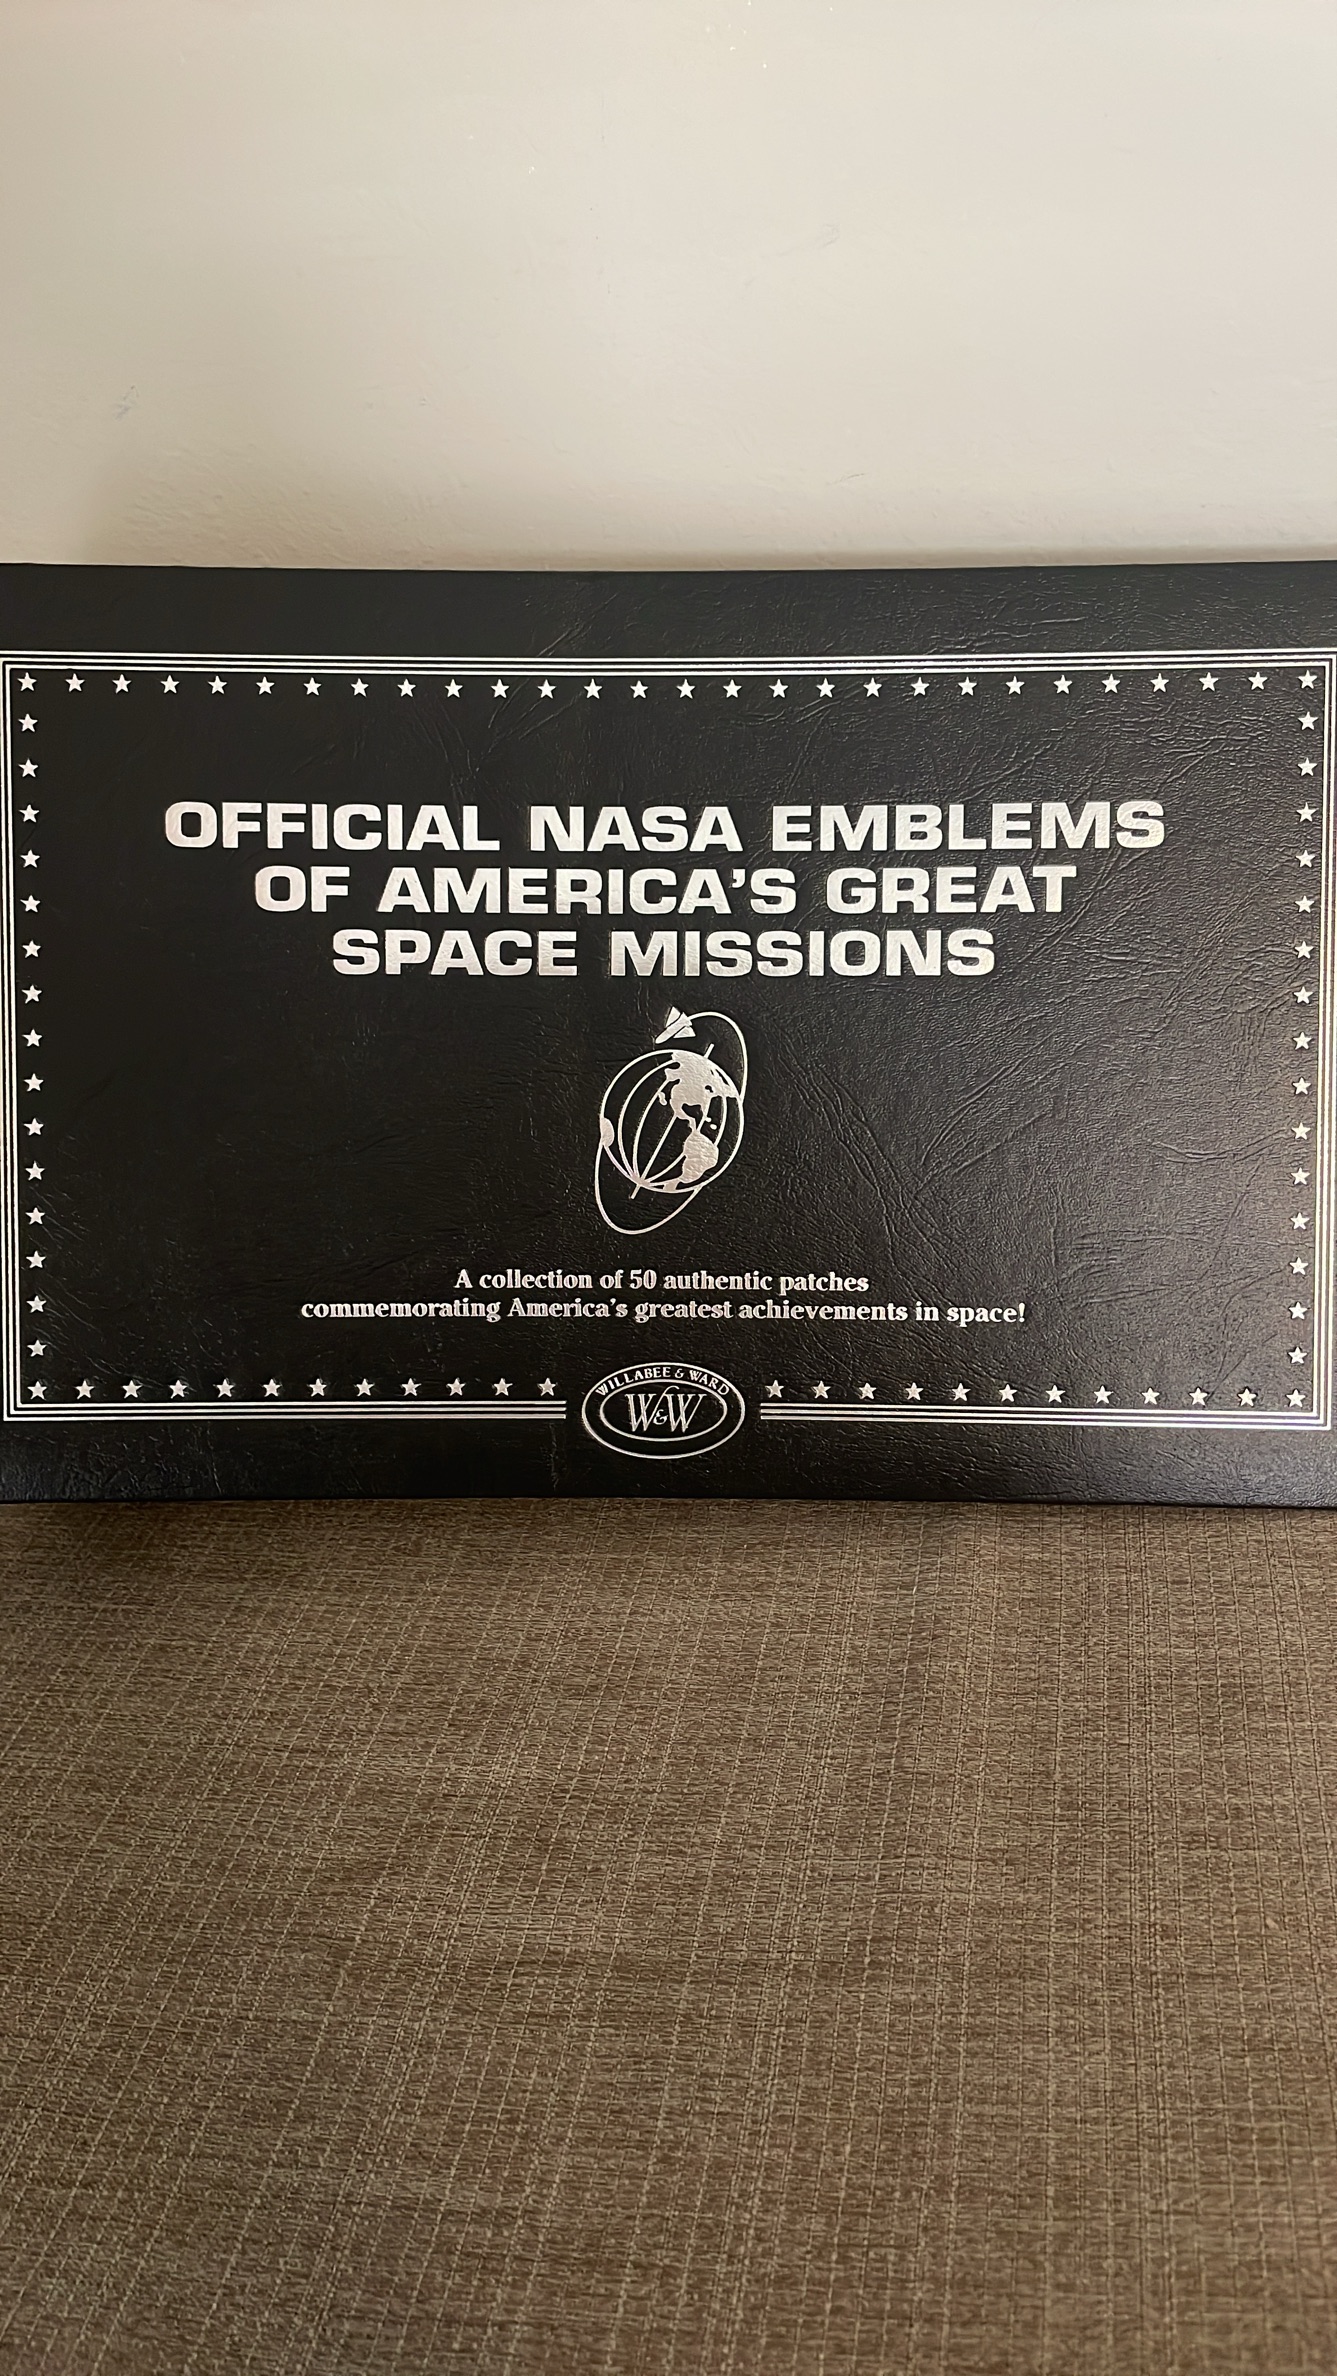 OFFICIAL NASA EMBLEMS
OF AMERICA'S GREAT
SPACE MISSIONS
A collection of 50 authentic patches
commemorating America's greatest achievements in space!
WILLABEE & WARD
W&W